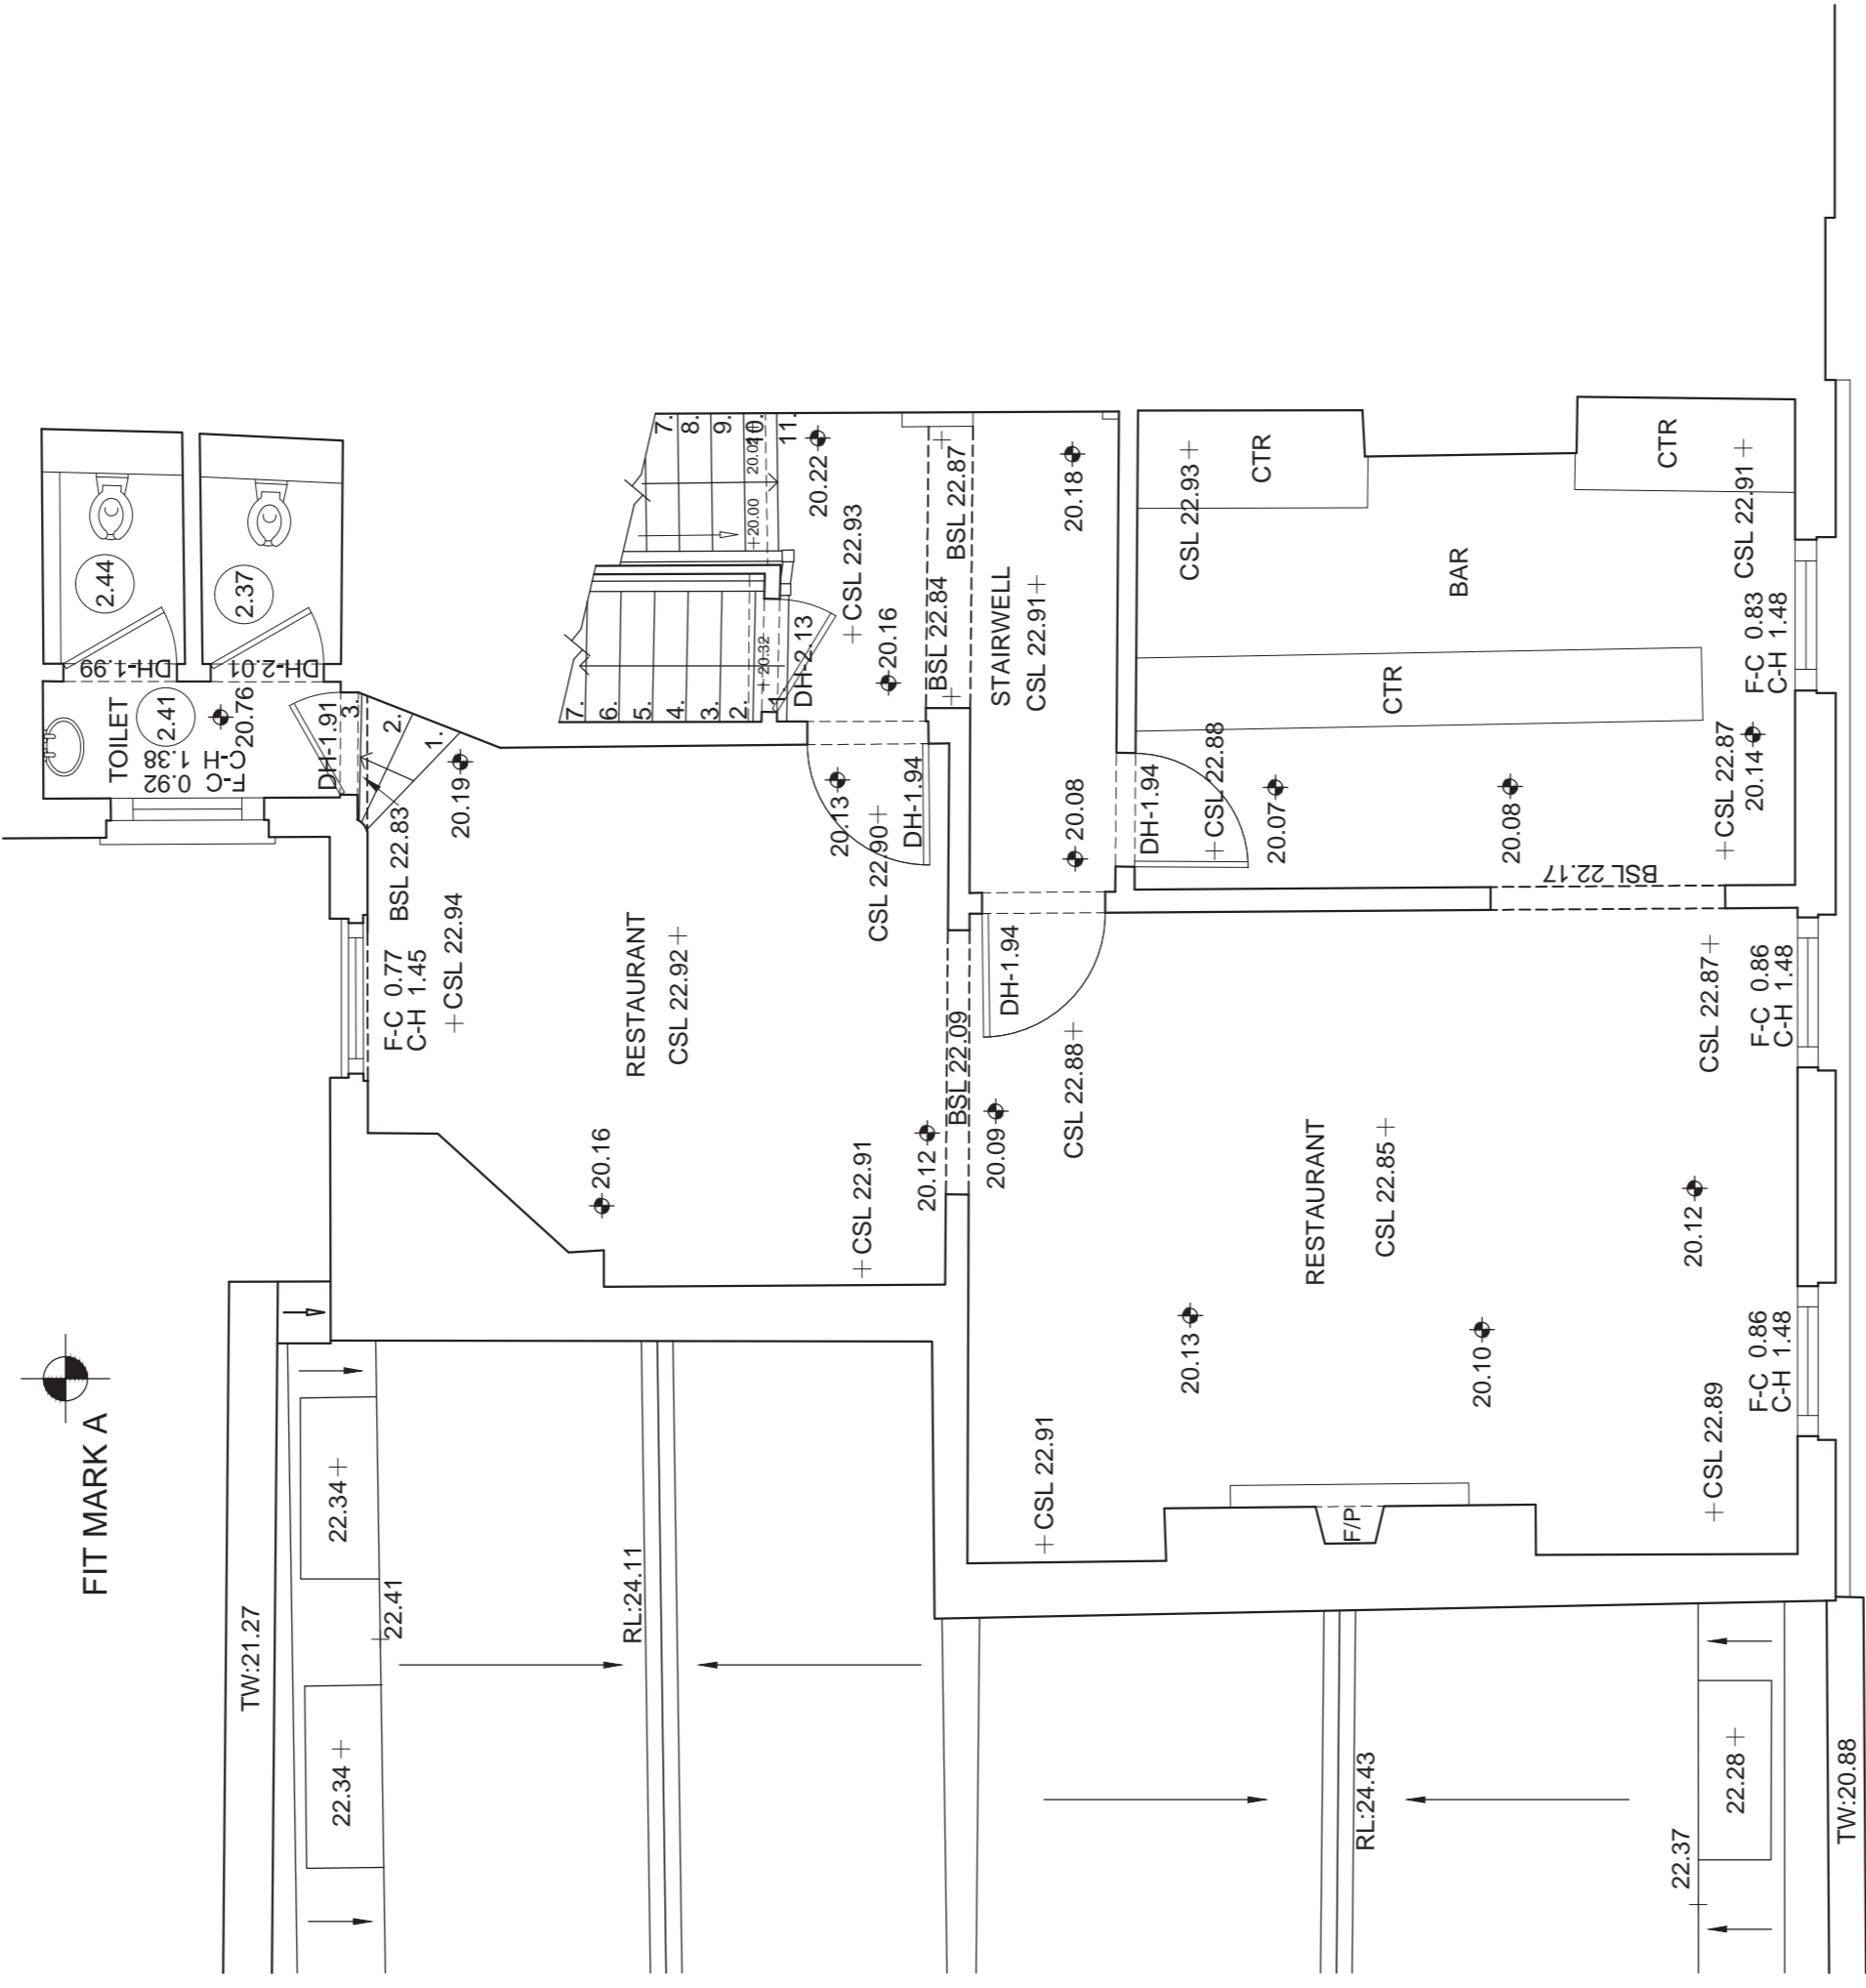 FIT MARK A
TOILET
2.44
2.41
F-C 0.92
C-H 1.38
20.76
2.37
DH-1.99
DH-2.01
TW:21.27
22.34
22.34
22.41
DH-1.91
3.
2.
1.
BSL 22.83
F-C 0.77
C-H 1.45
CSL 22.94
20.19
7.
6.
5.
4.
3.
2.
1.
20.32
7.
8.
9.
10.
11.
20.00
20.02
DH-2.13
20.16
RESTAURANT
CSL 22.92
RL:24.11
20.13
20.22
CSL 22.93
CSL 22.91
CSL 22.90
20.16
DH-1.94
20.12
BSL 22.84
BSL 22.87
BSL 22.09
20.09
DH-1.94
STAIRWELL
CSL 22.91
CSL 22.91
CSL 22.88
20.08
20.18
DH-1.94
20.13
CSL 22.88
CSL 22.93
CTR
20.07
RESTAURANT
F/P
CSL 22.85
RL:24.43
CTR
BAR
20.10
20.08
BSL 22.17
CTR
22.37
20.12
CSL 22.89
CSL 22.87
CSL 22.87
20.14
CSL 22.91
22.28
F-C 0.86
C-H 1.48
F-C 0.86
C-H 1.48
F-C 0.83
C-H 1.48
TW:20.88